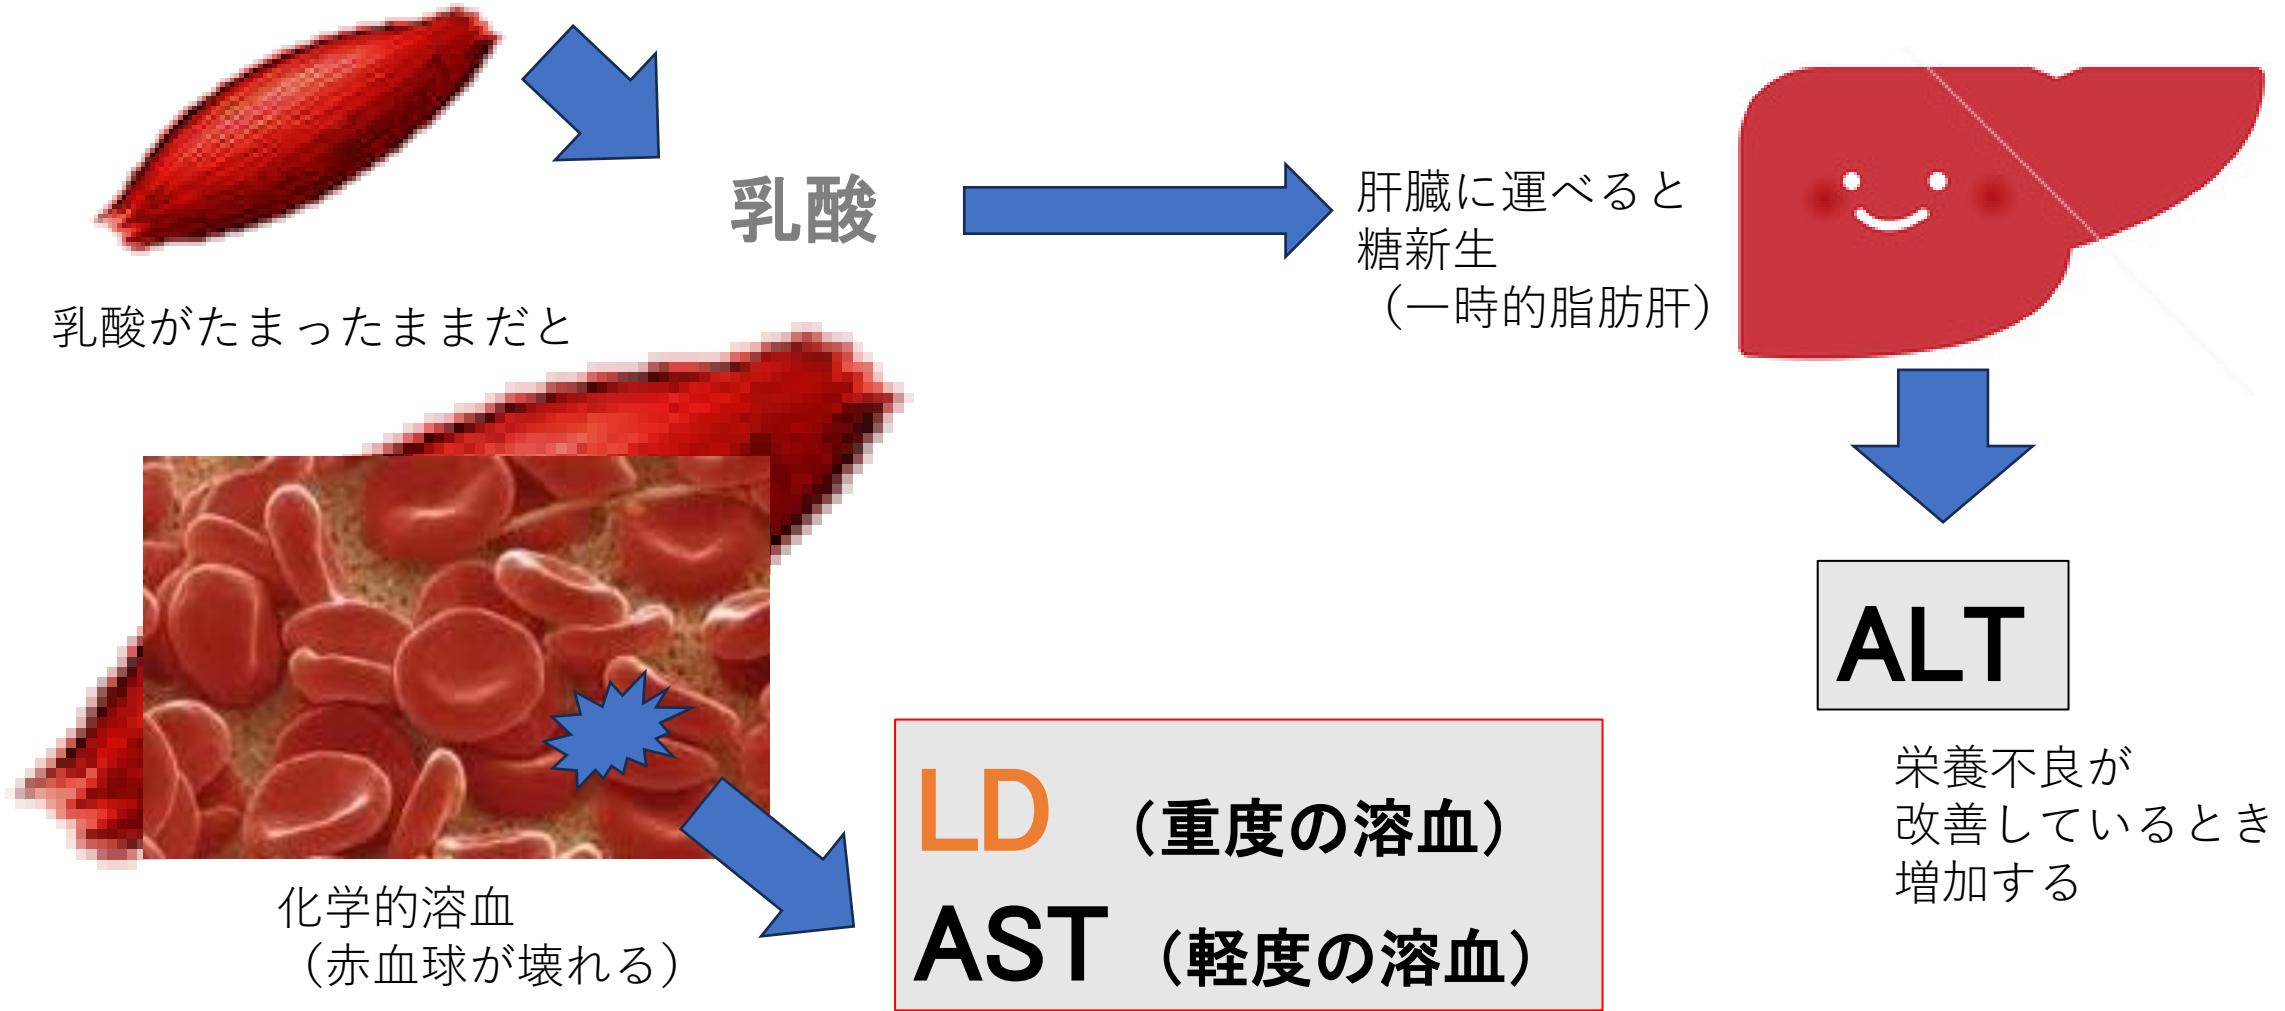 乳酸
肝臓に運べると
糖新生
（一時的脂肪肝）
乳酸がたまったままだと
ALT
栄養不良が
改善しているとき
増加する
LD （重度の溶血）
AST （軽度の溶血）
化学的溶血
（赤血球が壊れる）